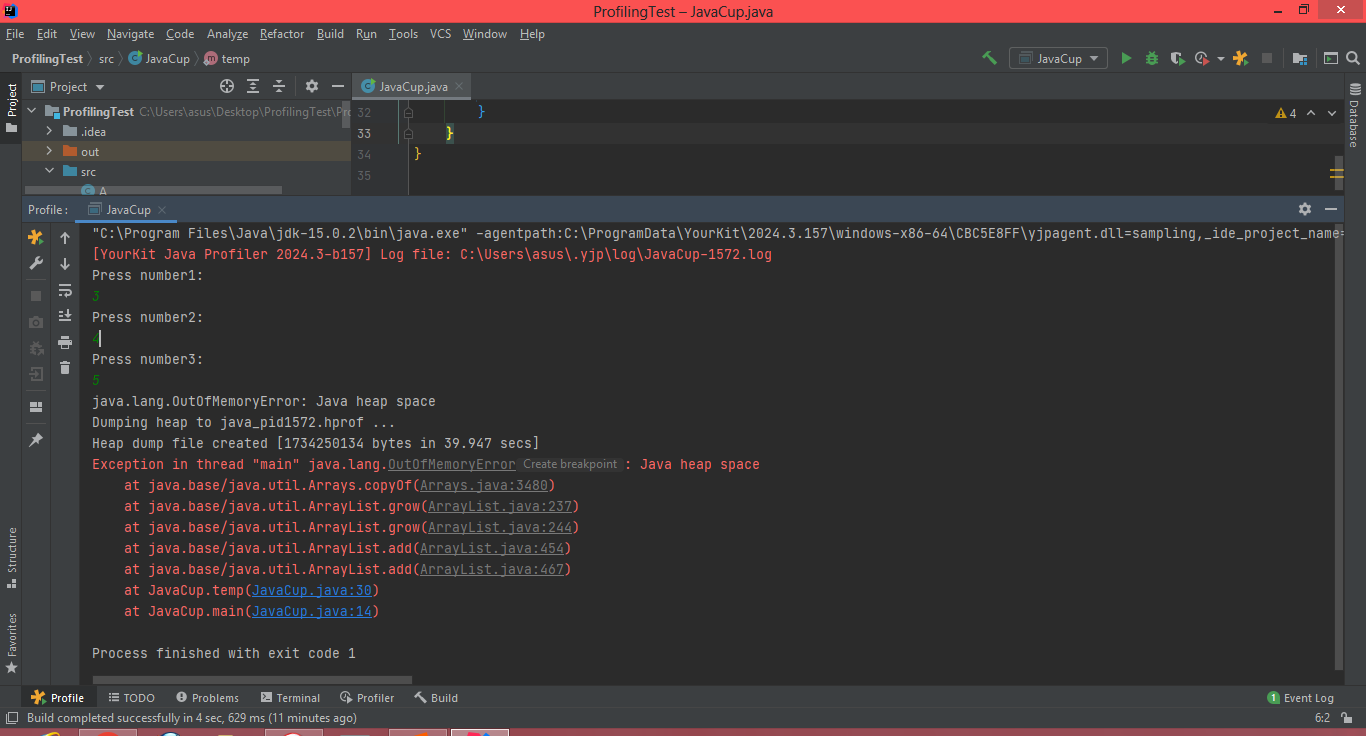 ProfilingTest – JavaCup.java
File Edit View Navigate Code Analyze Refactor Build Run Tools VCS Window Help
ProfilingTest src JavaCup temp
JavaCup
Project
Project
JavaCup.java
ProfilingTest C:\Users\asus\Desktop\ProfilingTest\Pro
.idea
out
src
A
32 }
33 }
34 }
35
4
Database
Profile: JavaCup
"C:\Program Files\Java\jdk-15.0.2\bin\java.exe" -agentpath:C:\ProgramData\YourKit\2024.3.157\windows-x86-64\CBC5E8FF\yjpagent.dll=sampling,_ide_project_name=
[YourKit Java Profiler 2024.3-b157] Log file: C:\Users\asus\.yjp\log\JavaCup-1572.log
Press number1:
3
Press number2:
4
Press number3:
5
java.lang.OutOfMemoryError: Java heap space
Dumping heap to java_pid1572.hprof ...
Heap dump file created [1734250134 bytes in 39.947 secs]
Exception in thread "main" java.lang.OutOfMemoryError Create breakpoint : Java heap space
at java.base/java.util.Arrays.copyOf(Arrays.java:3480)
at java.base/java.util.ArrayList.grow(ArrayList.java:237)
at java.base/java.util.ArrayList.grow(ArrayList.java:244)
at java.base/java.util.ArrayList.add(ArrayList.java:454)
at java.base/java.util.ArrayList.add(ArrayList.java:467)
at JavaCup.temp(JavaCup.java:30)
at JavaCup.main(JavaCup.java:14)
Process finished with exit code 1
Structure
Favorites
Profile TODO Problems Terminal Profiler Build 1 Event Log
Build completed successfully in 4 sec, 629 ms (11 minutes ago) 6:2